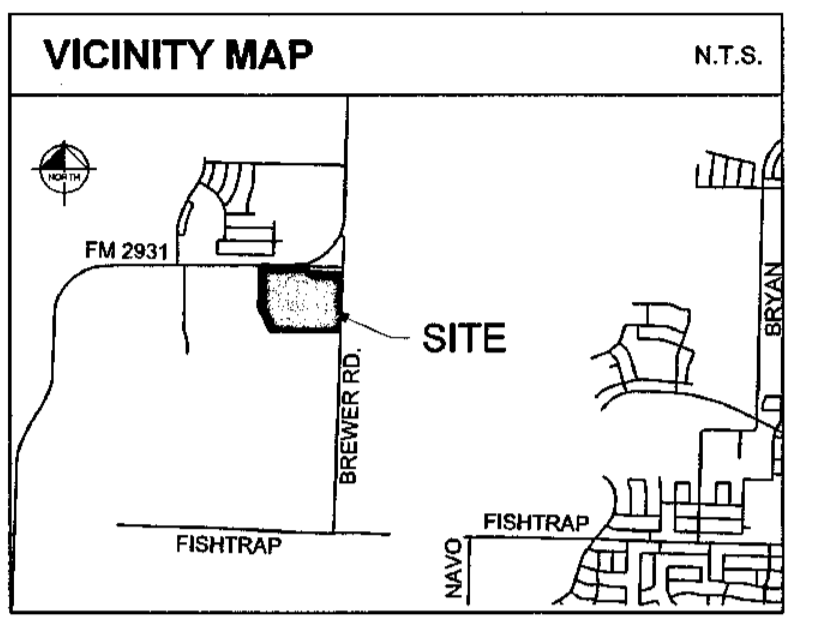 VICINITY MAP
N.T.S.
NORTH
FM 2931
BRYAN
SITE
BREWER RD.
FISHTRAP
FISHTRAP
NAVO